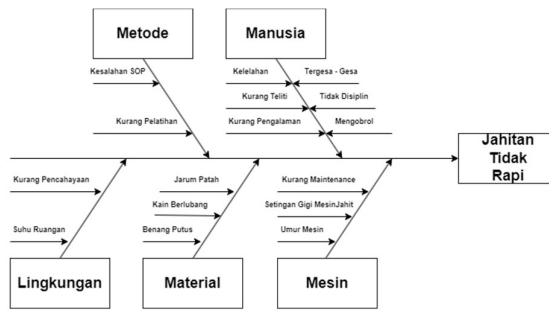 Metode
Manusia
Kesalahan SOP
Kelelahan
Tergesa - Gesa
Kurang Teliti
Tidak Disiplin
Kurang Pelatihan
Kurang Pengalaman
Mengobrol
Jahitan
Tidak
Rapi
Kurang Pencahayaan
Jarum Patah
Kurang Maintenance
Kain Berlubang
Setingan Gigi MesinJahit
Suhu Ruangan
Benang Putus
Umur Mesin
Lingkungan
Material
Mesin